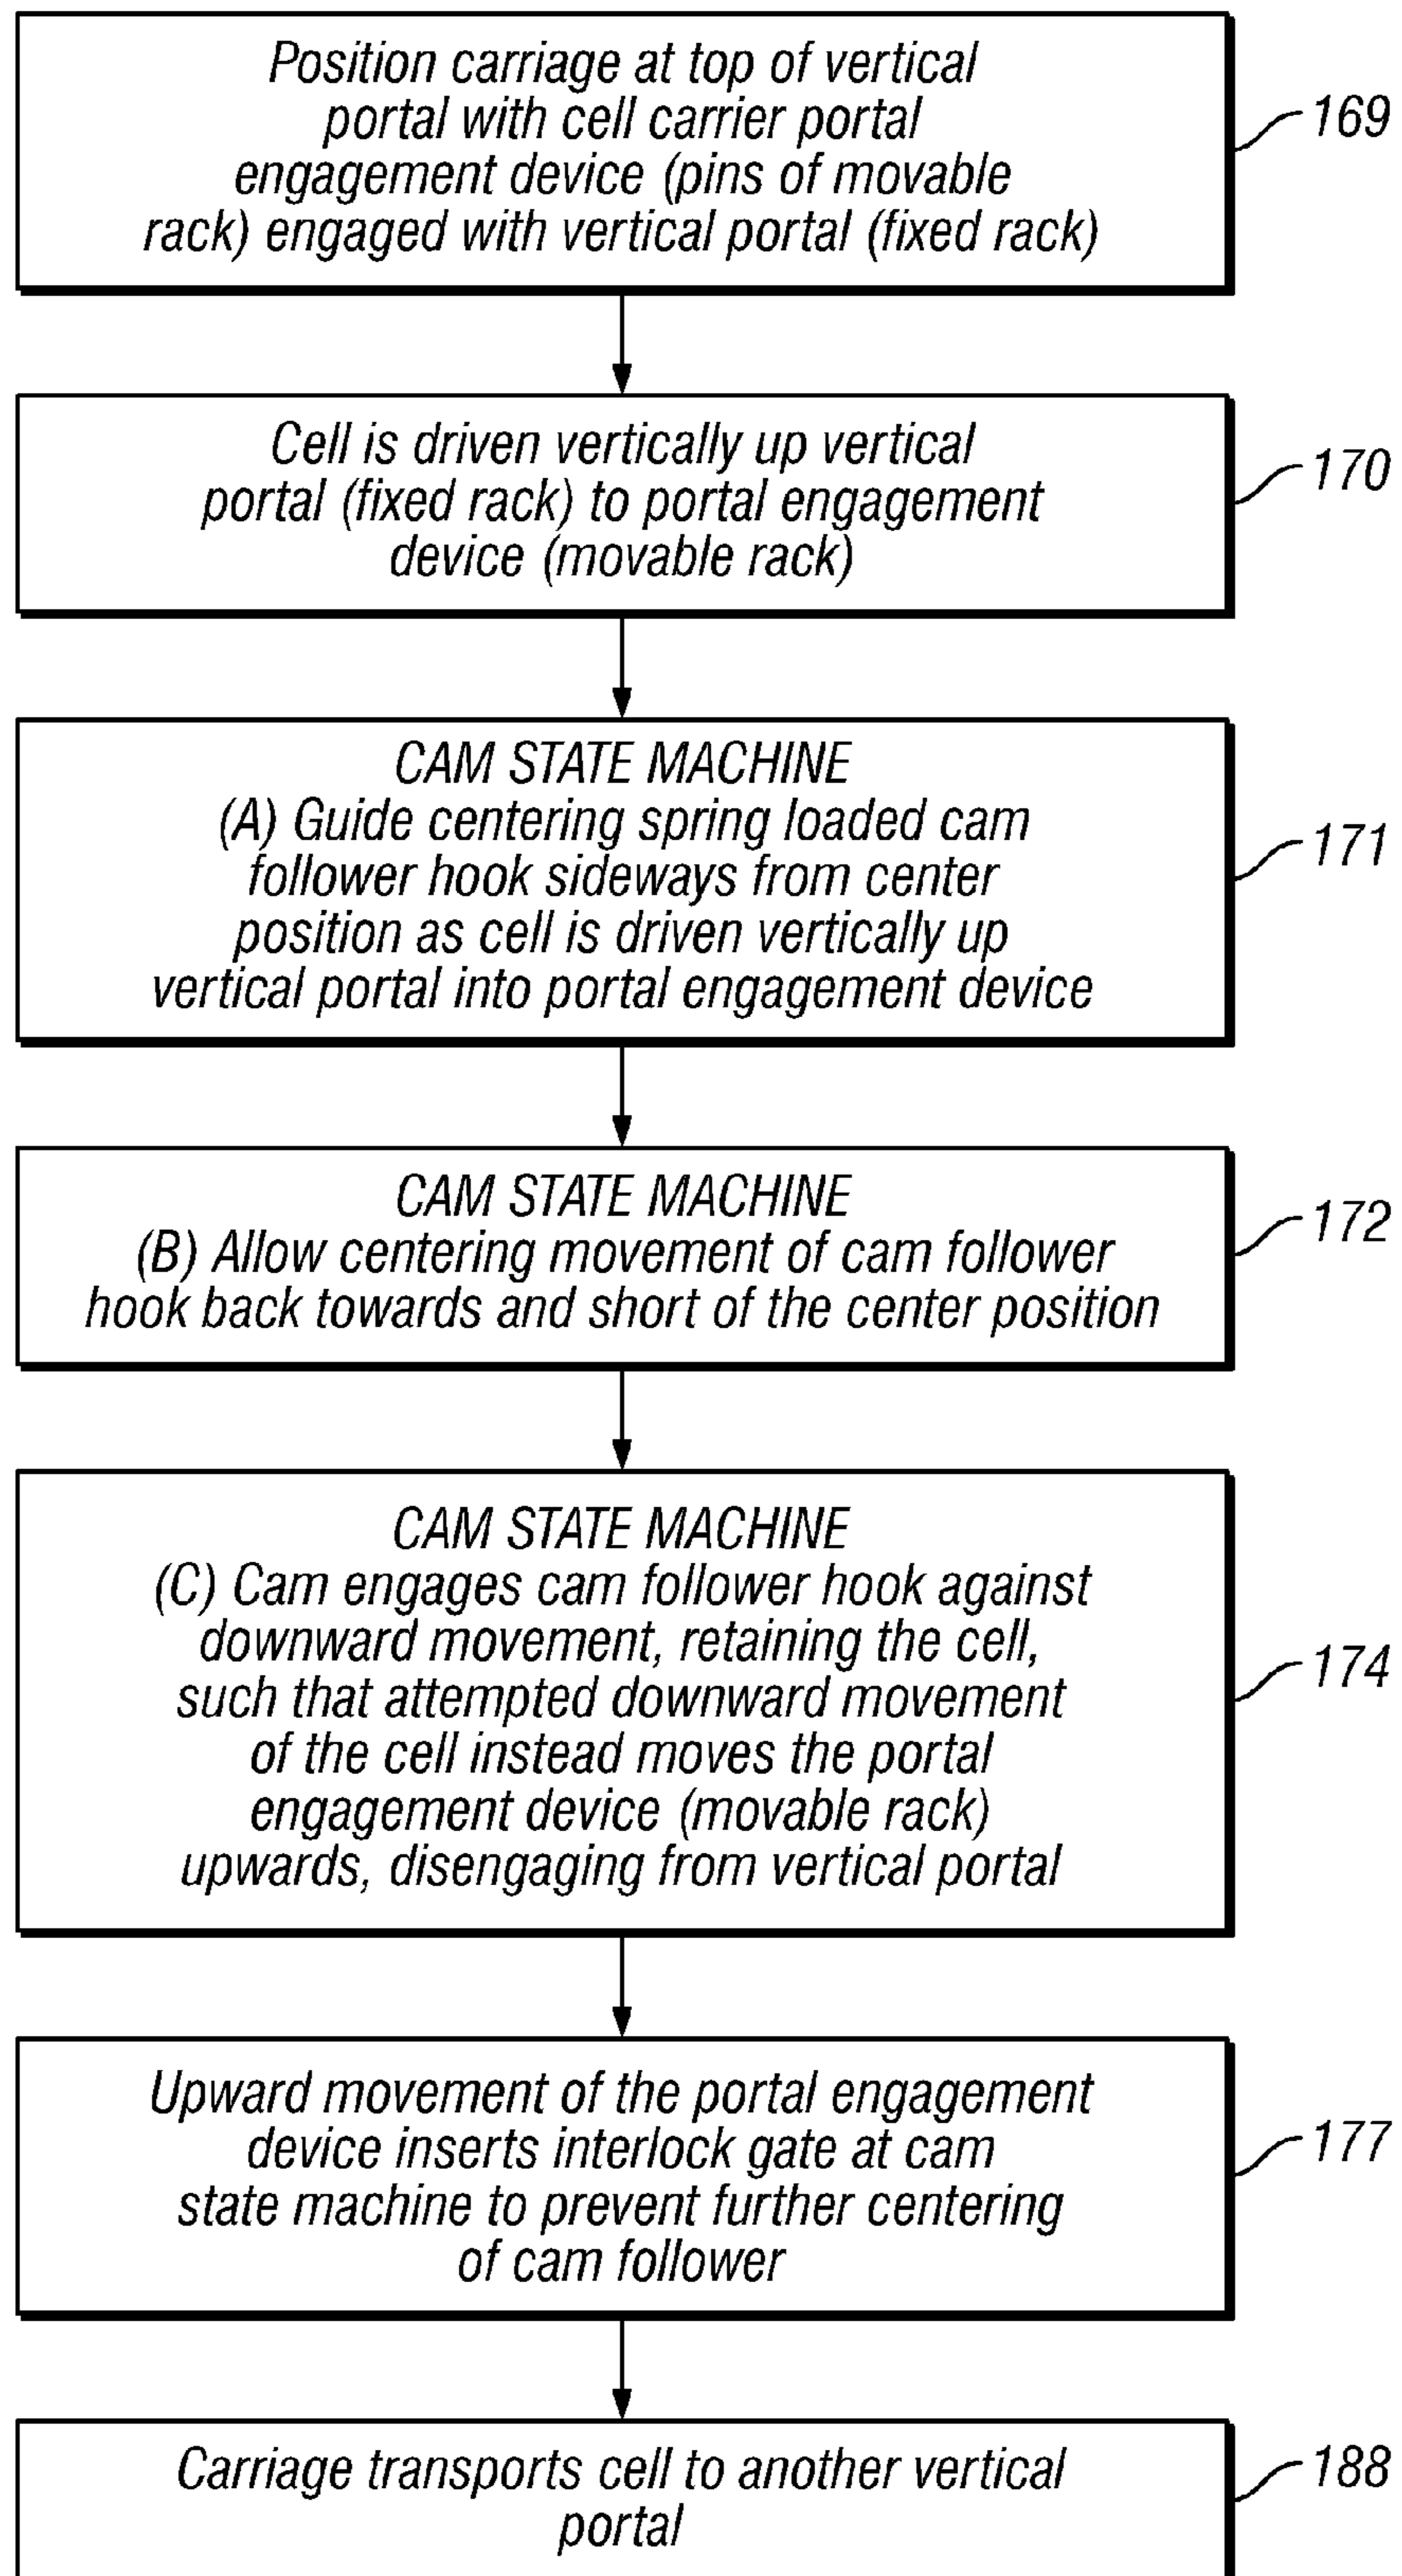 Position carriage at top of vertical
portal with cell carrier portal
engagement device (pins of movable
rack) engaged with vertical portal (fixed rack)
169
Cell is driven vertically up vertical
portal (fixed rack) to portal engagement
device (movable rack)
170
CAM STATE MACHINE
(A) Guide centering spring loaded cam
follower hook sideways from center
position as cell is driven vertically up
vertical portal into portal engagement device
171
CAM STATE MACHINE
(B) Allow centering movement of cam follower
hook back towards and short of the center position
172
CAM STATE MACHINE
(C) Cam engages cam follower hook against
downward movement, retaining the cell,
such that attempted downward movement
of the cell instead moves the portal
engagement device (movable rack)
upwards, disengaging from vertical portal
174
Upward movement of the portal engagement
device inserts interlock gate at cam
state machine to prevent further centering
of cam follower
177
Carriage transports cell to another vertical
portal
188